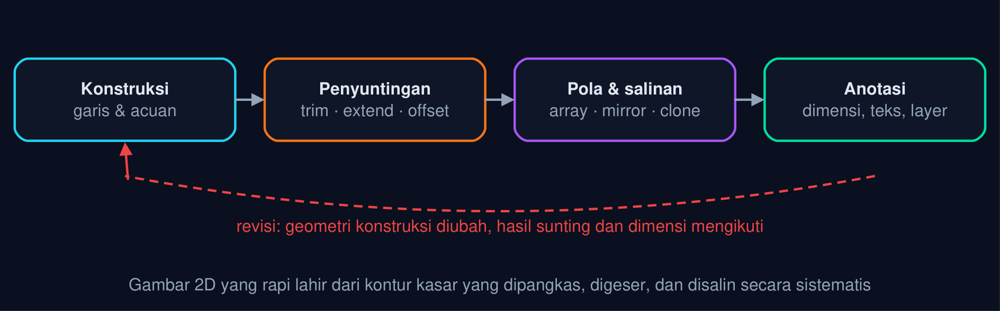 Konstruksi
garis & acuan
Penyuntingan
trim · extend · offset
Pola & salinan
array · mirror · clone
Anotasi
dimensi, teks, layer
revisi: geometri konstruksi diubah, hasil sunting dan dimensi mengikuti
Gambar 2D yang rapi lahir dari kontur kasar yang dipangkas, digeser, dan disalin secara sistematis